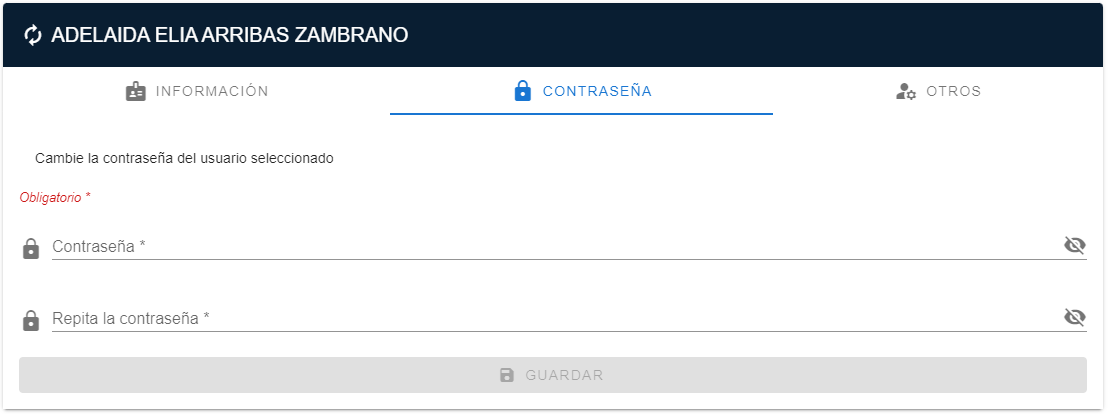 ADELAIDA ELIA ARRIBAS ZAMBRANO
INFORMACIÓN CONTRASEÑA OTROS
Cambie la contraseña del usuario seleccionado
Obligatorio *
Contraseña *
Repita la contraseña *
GUARDAR